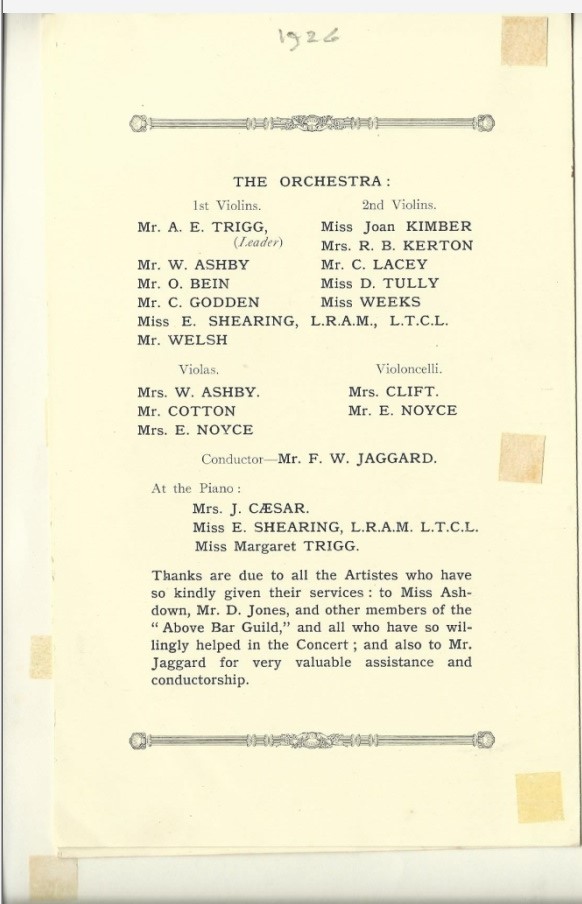 1926
THE ORCHESTRA :
1st Violins. 2nd Violins.
Mr. A. E. TRIGG, Miss Joan KIMBER
(Leader) Mrs. R. B. KERTON
Mr. W. ASHBY Mr. C. LACEY
Mr. O. BEIN Miss D. TULLY
Mr. C. GODDEN Miss WEEKS
Miss E. SHEARING, L.R.A.M., L.T.C.L.
Mr. WELSH
Violas. Violoncelli.
Mrs. W. ASHBY. Mrs. CLIFT.
Mr. COTTON Mr. E. NOYCE
Mrs. E. NOYCE
Conductor—Mr. F. W. JAGGARD.
At the Piano :
Mrs. J. CÆSAR.
Miss E. SHEARING, L.R.A.M. L.T.C.L.
Miss Margaret TRIGG.
Thanks are due to all the Artistes who have
so kindly given their services : to Miss Ash-
down, Mr. D. Jones, and other members of the
“ Above Bar Guild,” and all who have so wil-
lingly helped in the Concert ; and also to Mr.
Jaggard for very valuable assistance and
conductorship.